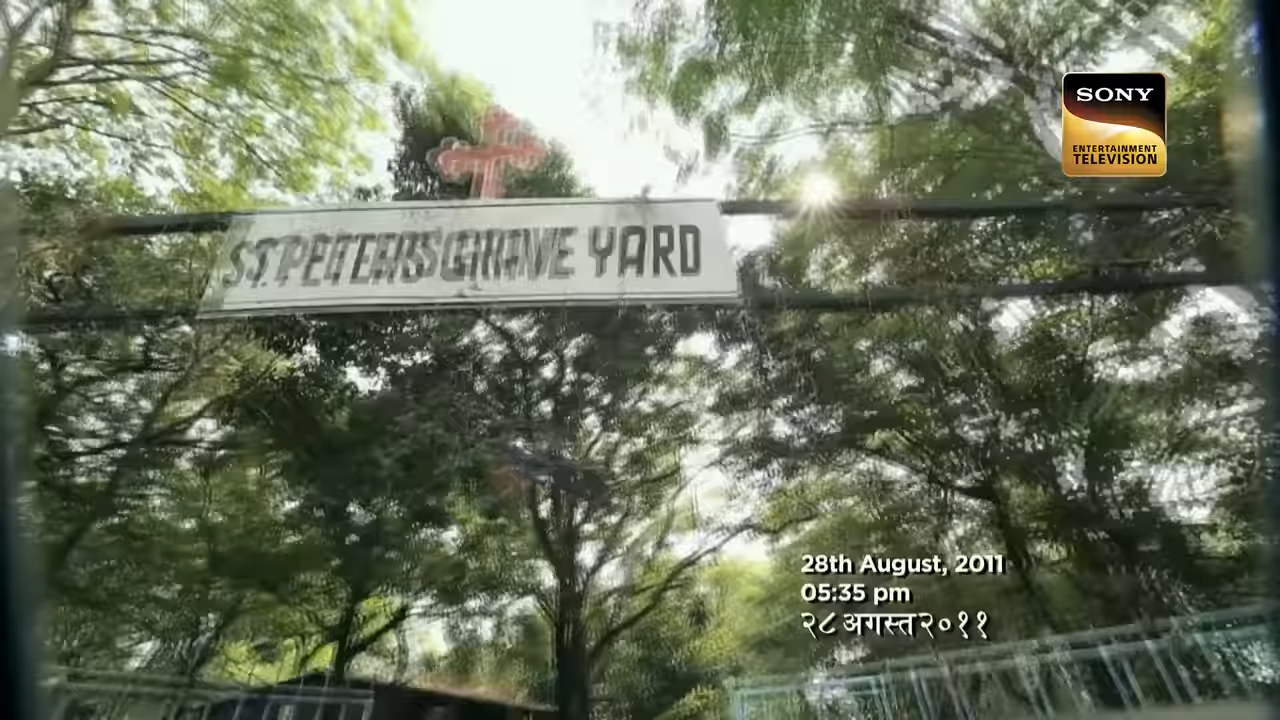 SONY
ENTERTAINMENT
TELEVISION
ST. PETERS GRAVE YARD
28th August, 2011
05:35 pm
२८ अगस्त २०११